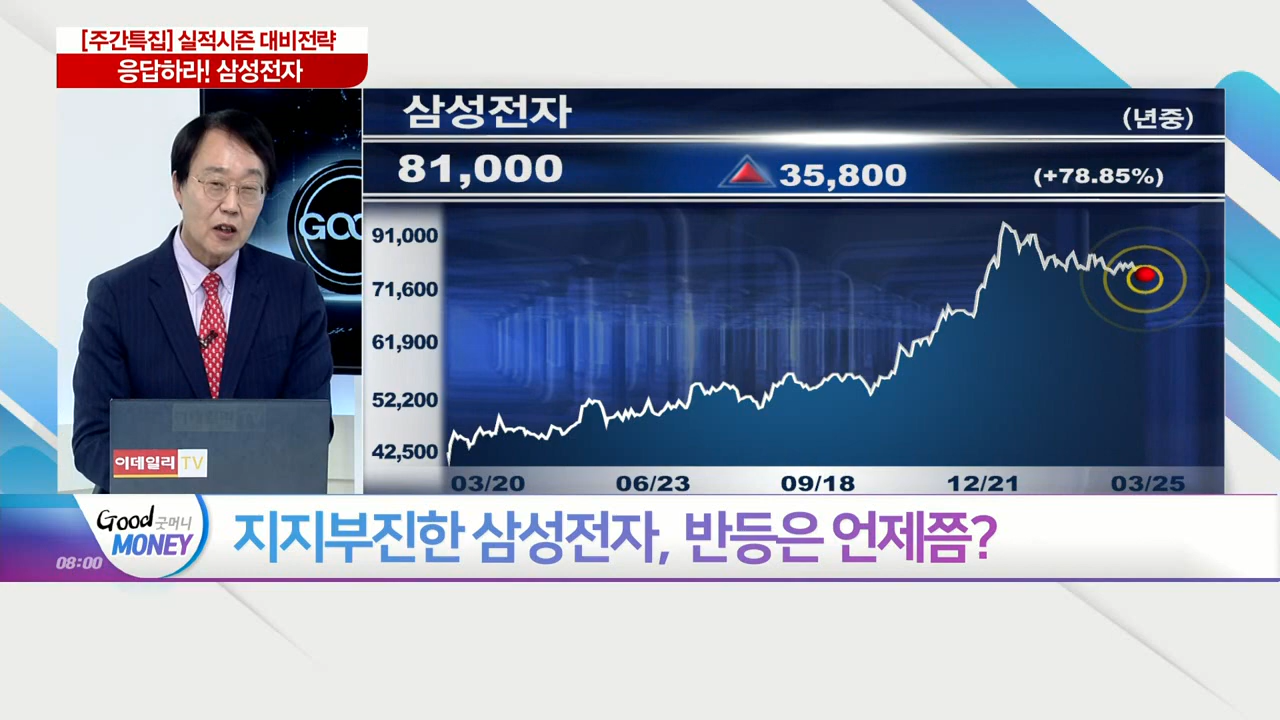 [주간특집] 실적시즌 대비전략
응답하라! 삼성전자
삼성전자
(년중)
81,000
35,800
(+78.85%)
GOO
91,000
71,600
61,900
52,200
42,500
03/20
06/23
09/18
12/21
03/25
이데일리 TV
Good 굿머니
MONEY
08:00
지지부진한 삼성전자, 반등은 언제쯤?